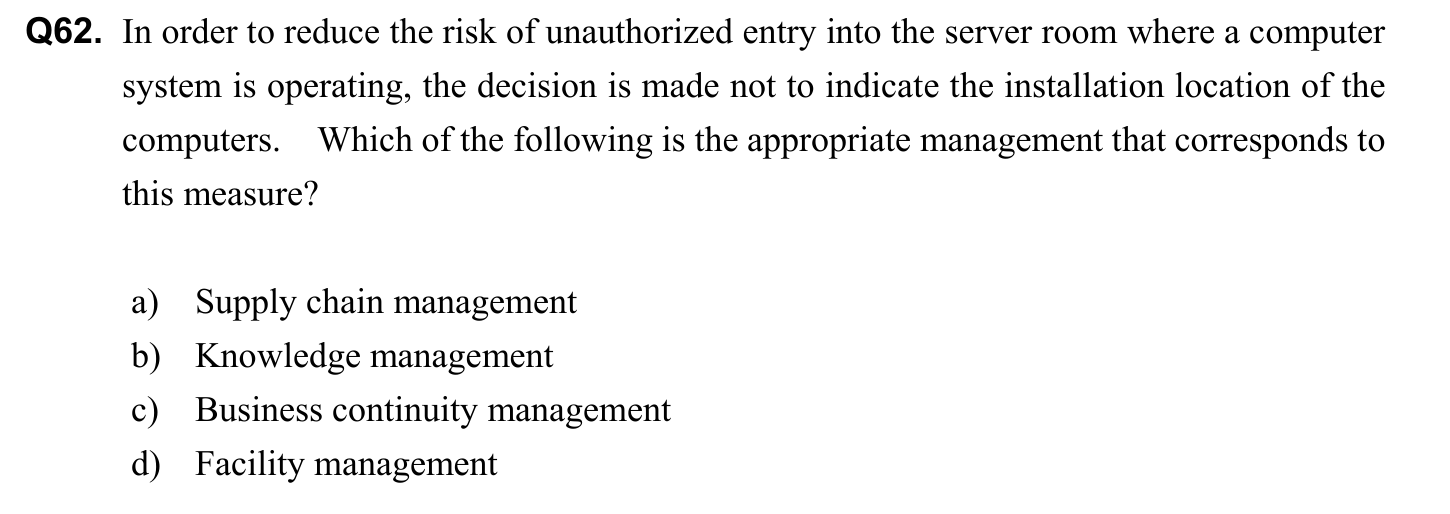 Q62. In order to reduce the risk of unauthorized entry into the server room where a computer
system is operating, the decision is made not to indicate the installation location of the
computers. Which of the following is the appropriate management that corresponds to
this measure?
a) Supply chain management
b) Knowledge management
c) Business continuity management
d) Facility management